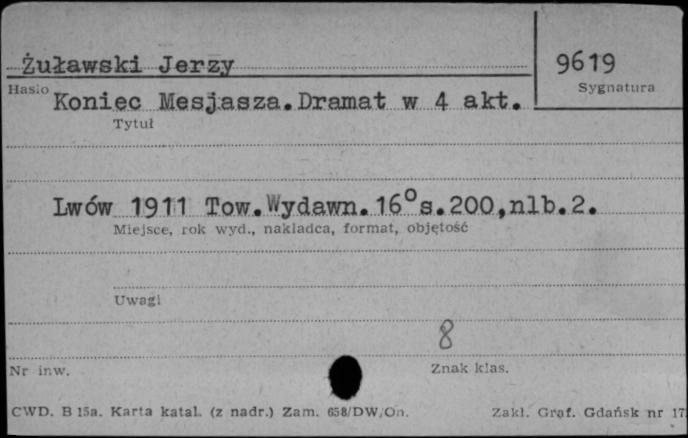 Żuławski Jerzy
9619
Hasło
Sygnatura
Koniec Mesjasza. Dramat w 4 akt.
Tytuł
Lwów 1911 Tow. Wydawn. 16° s. 200, nlb. 2.
Miejsce, rok wyd., nakładca, format, objętość
Uwagi
8
Nr inw.
Znak klas.
CWD. B 15a. Karta katal. (z nadr.) Zam. 658/DW/On.
Zakł. Graf. Gdańsk nr